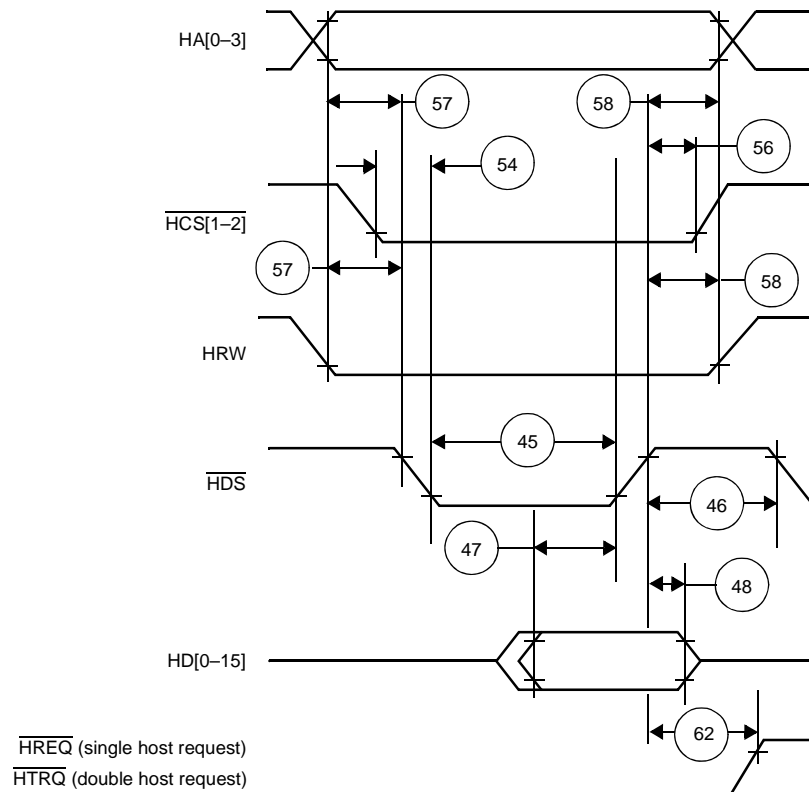 HA[0–3]
57
58
54
56
HCS[1–2]
57
58
HRW
45
HDS
46
47
48
HD[0–15]
62
HREQ (single host request)
HTRQ (double host request)